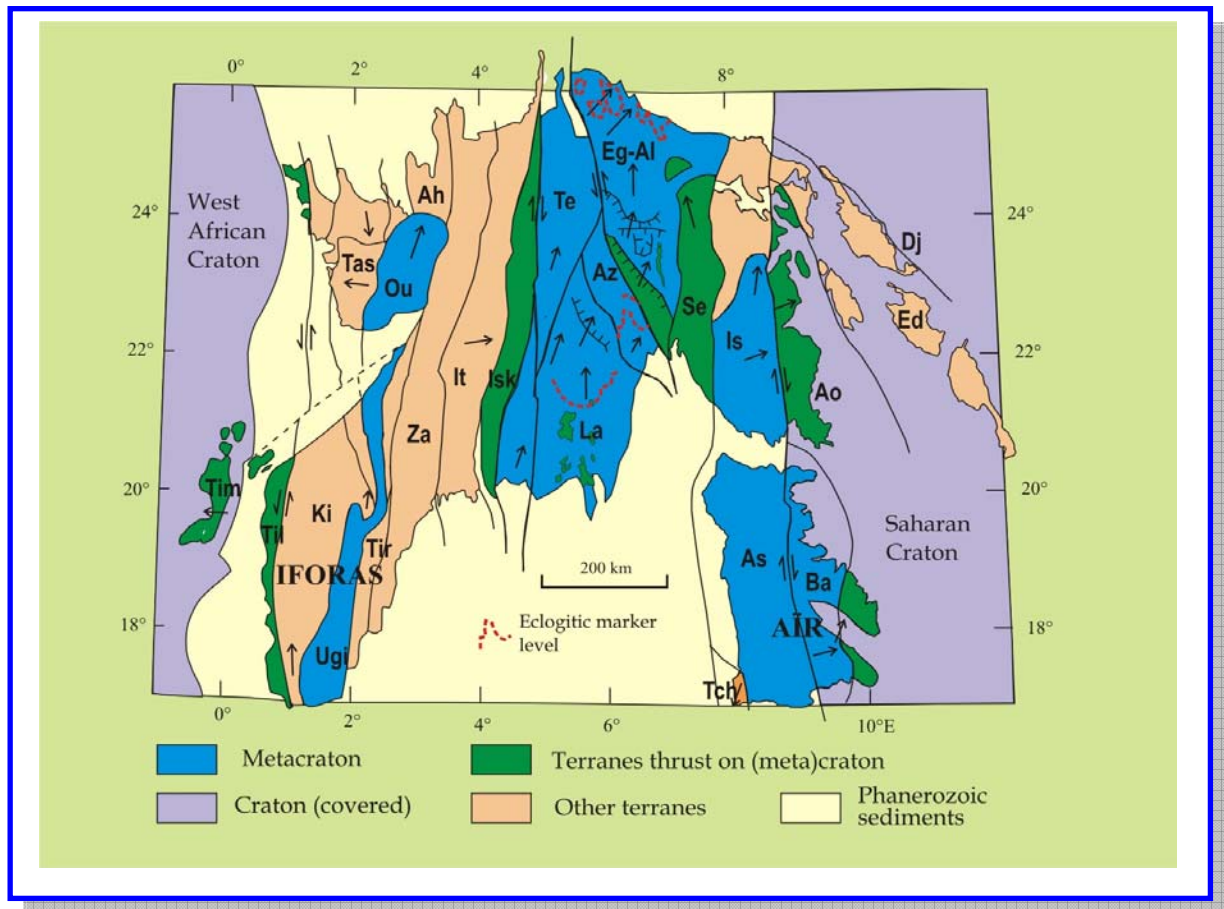 0°
2°
4°
8°
West
African
Craton
24°
24°
Ah
Te
Eg-Al
Tas
Ou
Az
Se
Dj
Ed
22°
22°
It
Isk
Is
Ao
Za
La
20°
20°
Tim
Til
Ki
Tir
IFORAS
Saharan
Craton
200 km
As
Ba
Eclogitic marker
level
AÏR
18°
18°
Ugi
Tch
0°
2°
4°
6°
10°E
Metacraton
Terranes thrust on (meta)craton
Craton (covered)
Other terranes
Phanerozoic
sediments